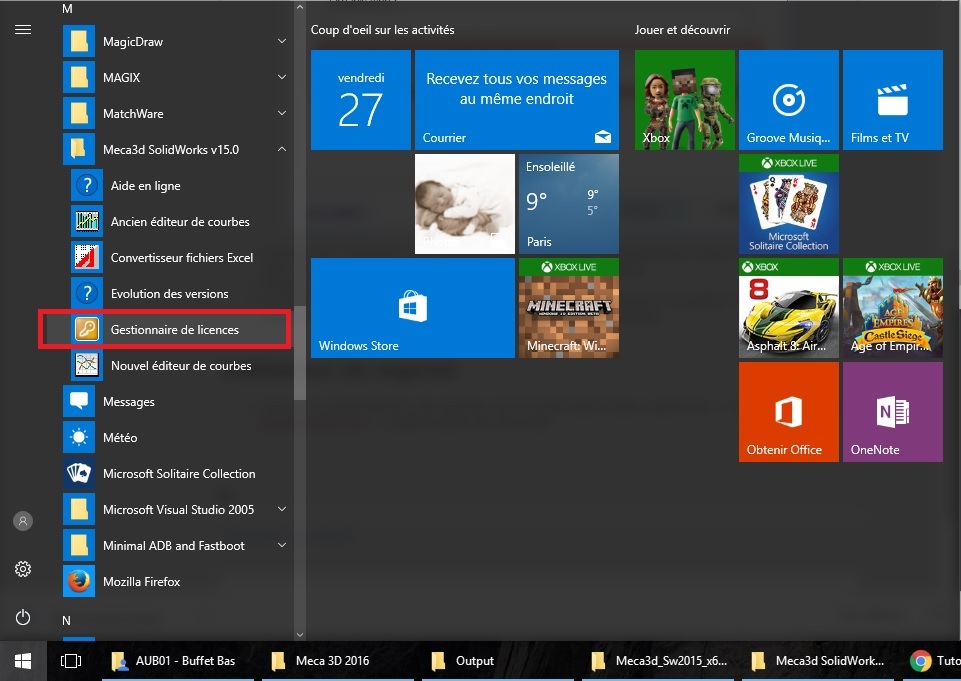 M
MagicDraw
MAGIX
MatchWare
Meca3d SolidWorks v15.0
Aide en ligne
Ancien éditeur de courbes
Convertisseur fichiers Excel
Evolution des versions
Gestionnaire de licences
Nouvel éditeur de courbes
Messages
Météo
Microsoft Solitaire Collection
Microsoft Visual Studio 2005
Minimal ADB and Fastboot
Mozilla Firefox
N
Coup d'oeil sur les activités
vendredi
27
Recevez tous vos messages
au même endroit
Courrier
Ensoleillé
9°
9°
5°
Paris
Windows Store
XBOX LIVE
MINECRAFT
Minecraft: Wi...
Jouer et découvrir
Xbox
Groove Musiq...
Films et TV
XBOX LIVE
Microsoft
Solitaire Collection
XBOX
8
Asphalt 8: Air...
XBOX LIVE
AGE OF
EMPIRES
Castle Siege
Age of Empir...
Obtenir Office
N
OneNote
AUB01 - Buffet Bas
Meca 3D 2016
Output
Meca3d_Sw2015_x6...
Meca3d SolidWork...
Tuto